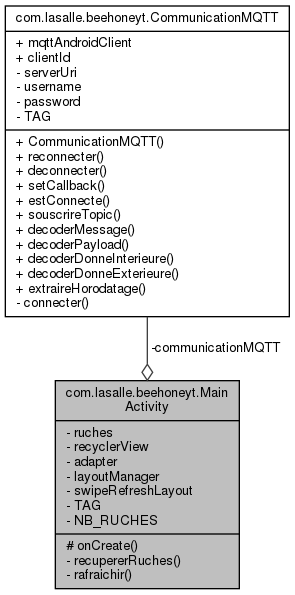 com.lasalle.beehoneyt.CommunicationMQTT
+ mqttAndroidClient
+ clientId
- serverUri
- username
- password
- TAG
+ CommunicationMQTT()
+ reconnecter()
+ deconnecter()
+ setCallback()
+ estConnecte()
+ souscrireTopic()
+ decoderMessage()
+ decoderPayload()
+ decoderDonneInterieure()
+ decoderDonneExterieure()
+ extraireHorodatage()
- connecter()
-communicationMQTT
com.lasalle.beehoneyt.Main
Activity
- ruches
- recyclerView
- adapter
- layoutManager
- swipeRefreshLayout
- TAG
- NB_RUCHES
# onCreate()
- recupererRuches()
- rafraichir()